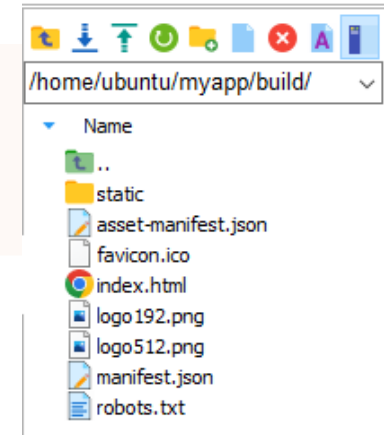 /home/ubuntu/myapp/build/
Name
..
static
asset-manifest.json
favicon.ico
index.html
logo192.png
logo512.png
manifest.json
robots.txt